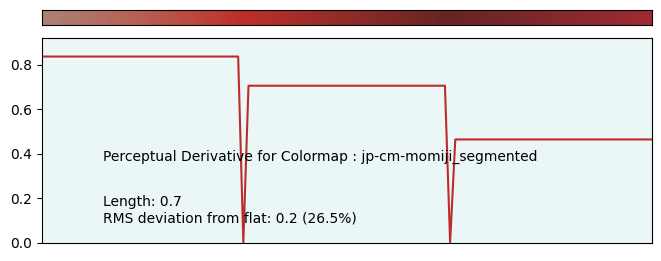 0.8
0.6
0.4
0.2
0.0
Perceptual Derivative for Colormap : jp-cm-momiji_segmented
Length: 0.7
RMS deviation from flat: 0.2 (26.5%)